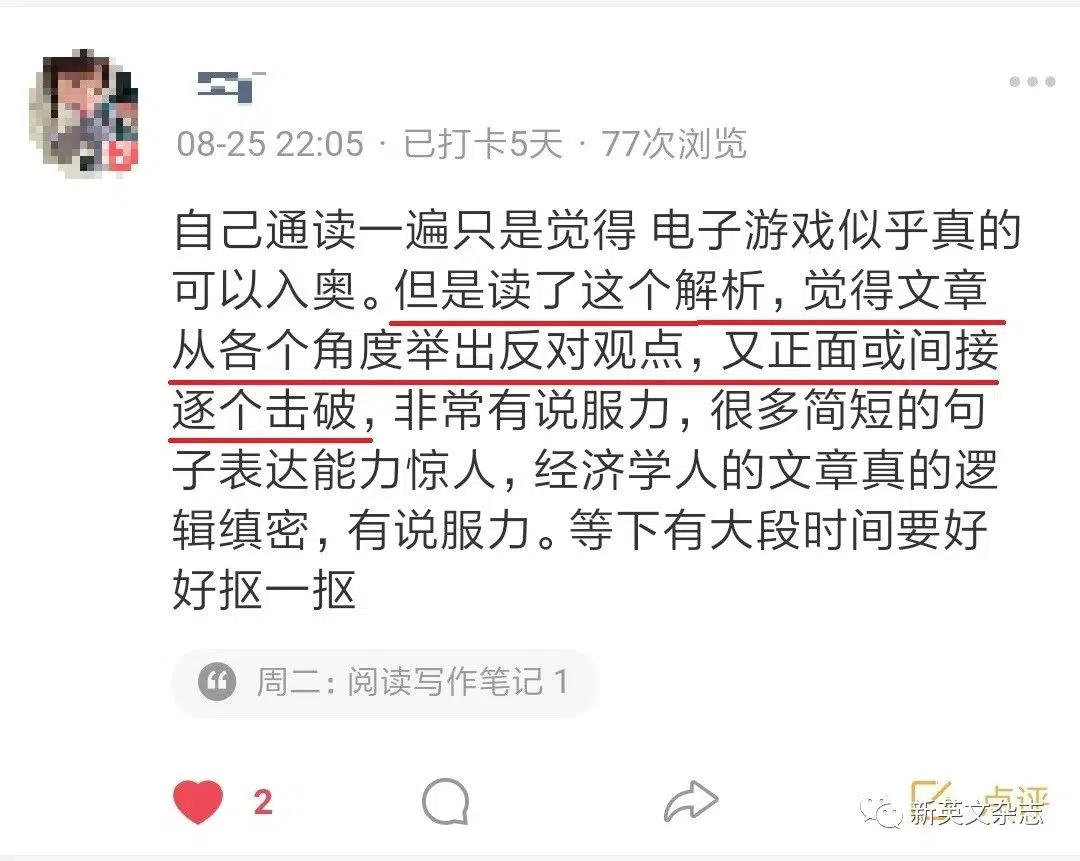 08-25 22:05 · 已打卡5天 · 77次浏览
自己通读一遍只是觉得 电子游戏似乎真的
可以入奥。但是读了这个解析，觉得文章
从各个角度举出反对观点，又正面或间接
逐个击破，非常有说服力，很多简短的句
子表达能力惊人，经济学人的文章真的逻
辑缜密，有说服力。等下有大段时间要好
好抠一抠
周二：阅读写作笔记 1
2
点评
新英文杂志